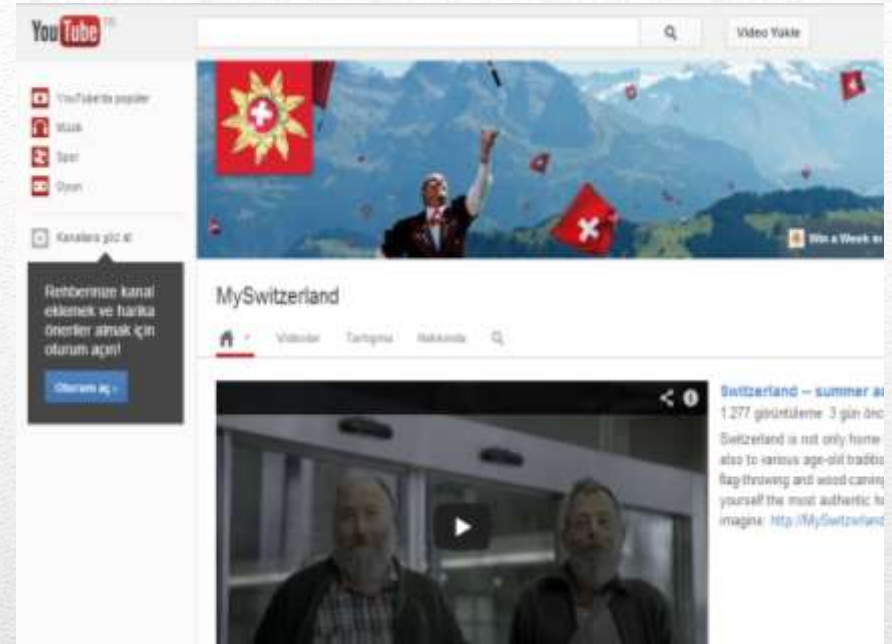 YouTube TR
Video Yükle
YouTube'da popüler
Müzik
Spor
Oyun
Kanallara göz at
Rehberinize kanal
eklemek ve harika
öneriler almak için
oturum açın!
Oturum aç ›
Win a Week in
MySwitzerland
Videolar Tartışma Hakkında
Switzerland – summer
1.277 görüntüleme 3 gün önc
Switzerland is not only home
also to various age-old traditio
flag-throwing and wood carving
yourself the most authentic
imagine: http://MySwitzerland